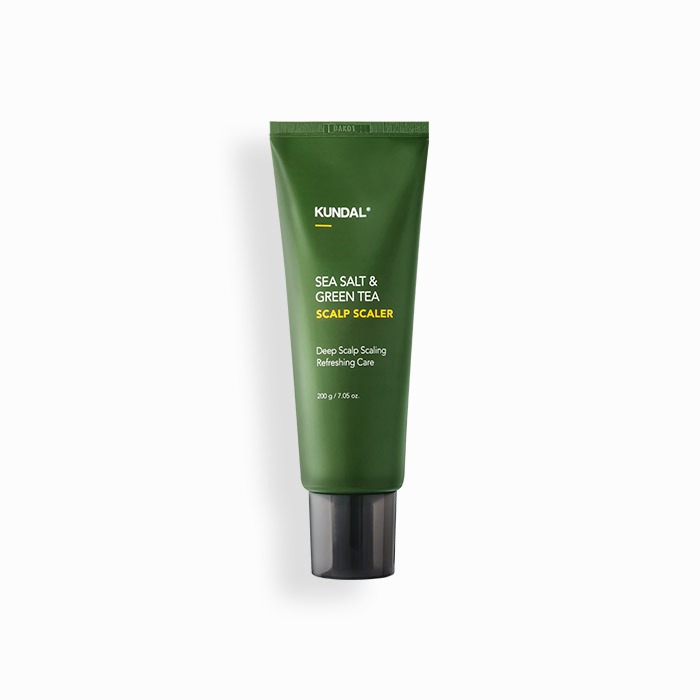 KUNDAL®
SEA SALT &
GREEN TEA
SCALP SCALER
Deep Scalp Scaling
Refreshing Care
200 g / 7.05 oz.